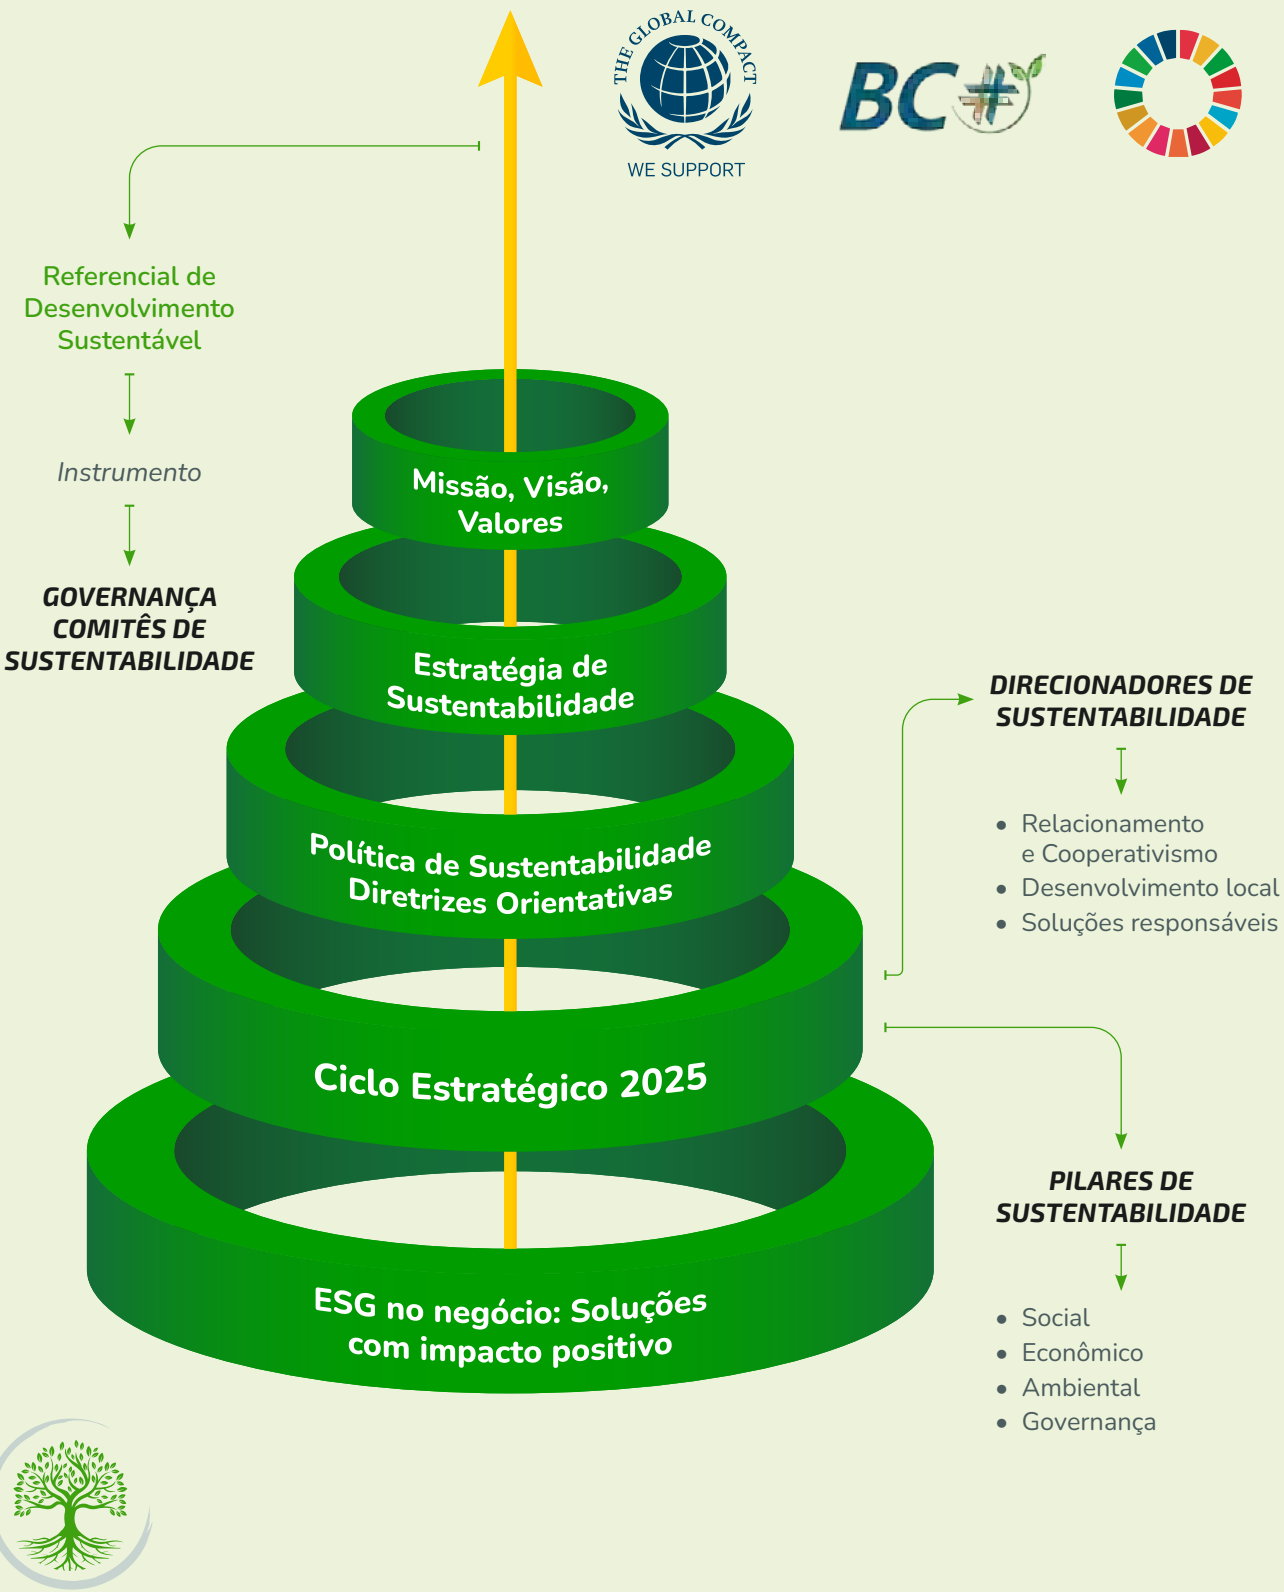 THE GLOBAL COMPACT
WE SUPPORT
BC#
Referencial de
Desenvolvimento
Sustentável
Instrumento
GOVERNANÇA
COMITÊS DE
SUSTENTABILIDADE
Missão, Visão,
Valores
Estratégia de
Sustentabilidade
Política de Sustentabilidade
Diretrizes Orientativas
Ciclo Estratégico 2025
ESG no negócio: Soluções
com impacto positivo
DIRECIONADORES DE
SUSTENTABILIDADE
• Relacionamento
e Cooperativismo
• Desenvolvimento local
• Soluções responsáveis
PILARES DE
SUSTENTABILIDADE
• Social
• Econômico
• Ambiental
• Governança